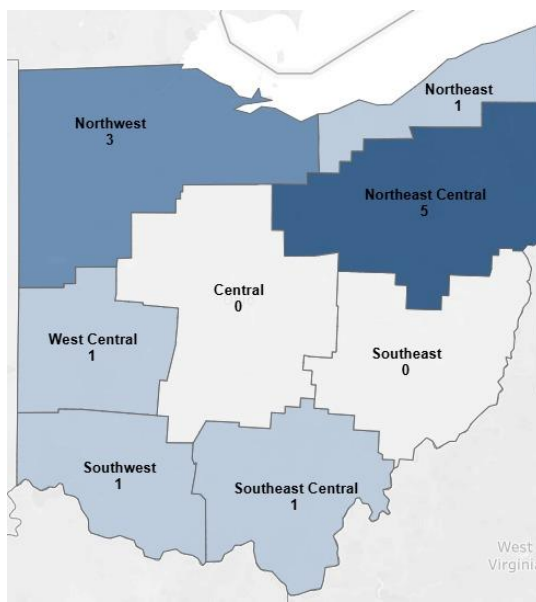 Northeast
1
Northwest
3
Northeast Central
5
Central
0
West Central
1
Southeast
0
Southwest
1
Southeast Central
1
West
Virginia